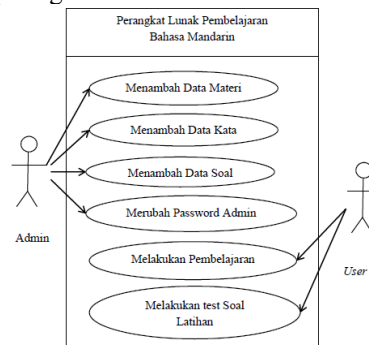 Perangkat Lunak Pembelajaran
Bahasa Mandarin
Menambah Data Materi
Menambah Data Kata
Menambah Data Soal
Merubah Password Admin
Admin
Melakukan Pembelajaran
User
Melakukan test Soal
Latihan